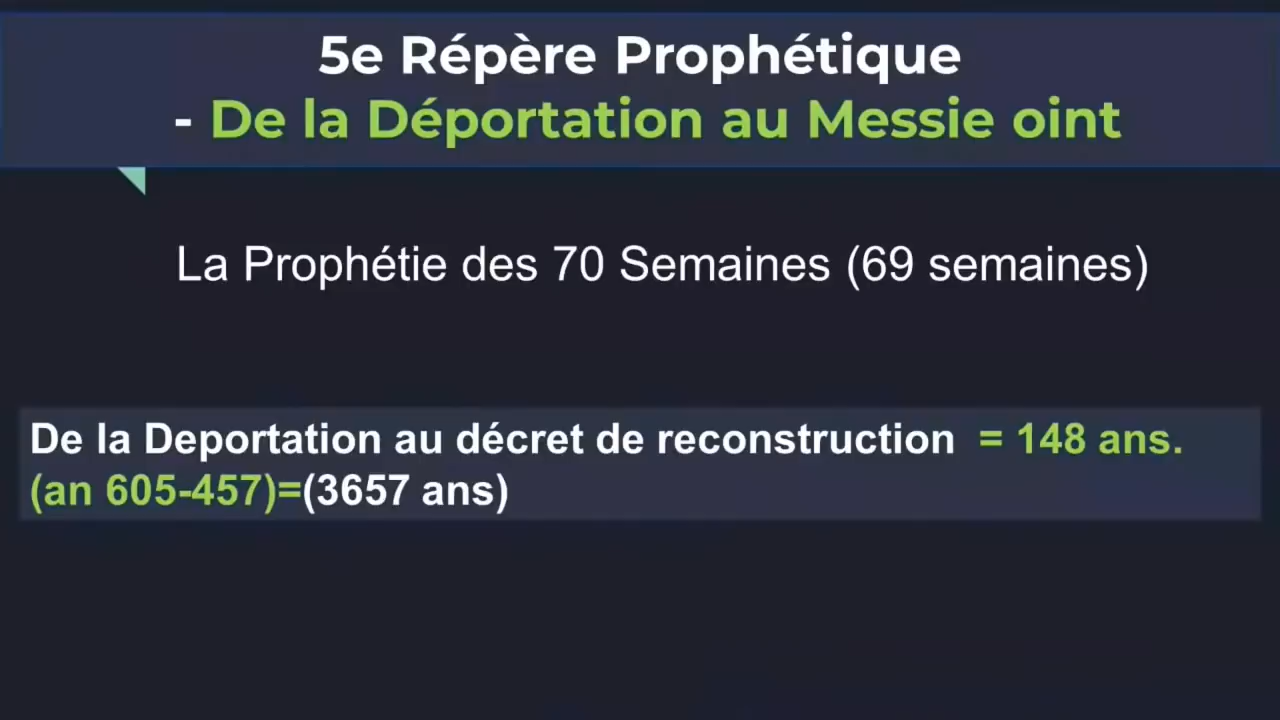 5e Répère Prophétique
- De la Déportation au Messie oint
La Prophétie des 70 Semaines (69 semaines)
De la Deportation au décret de reconstruction = 148 ans.
(an 605-457)=(3657 ans)